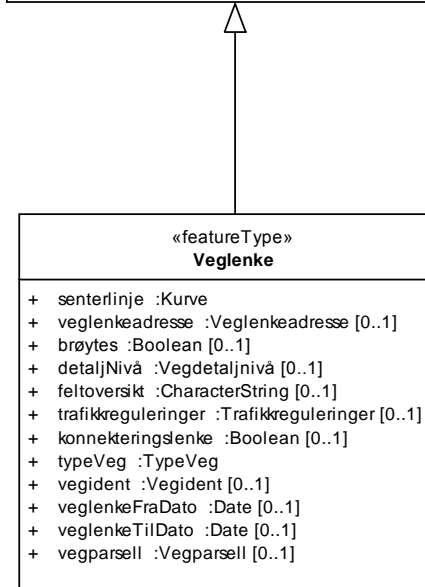 «featureType»
Veglenke
+ senterlinje :Kurve
+ veglenkeadresse :Veglenkeadresse [0..1]
+ brøytes :Boolean [0..1]
+ detaljNivå :Vegdetaljnivå [0..1]
+ feltoversikt :CharacterString [0..1]
+ trafikkreguleringer :Trafikkreguleringer [0..1]
+ konnekteringslenke :Boolean [0..1]
+ typeVeg :TypeVeg
+ vegident :Vegident [0..1]
+ veglenkeFraDato :Date [0..1]
+ veglenkeTilDato :Date [0..1]
+ vegparsell :Vegparsell [0..1]